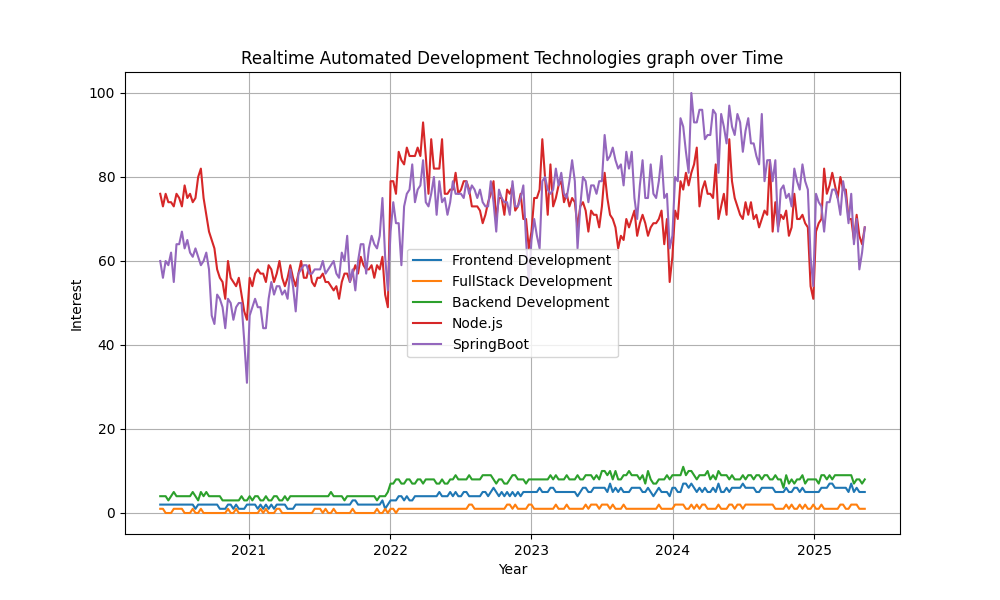 Realtime Automated Development Technologies graph over Time
100
80
60
40
20
0
Interest
Frontend Development
FullStack Development
Backend Development
Node.js
SpringBoot
2021 2022 2023 2024 2025
Year